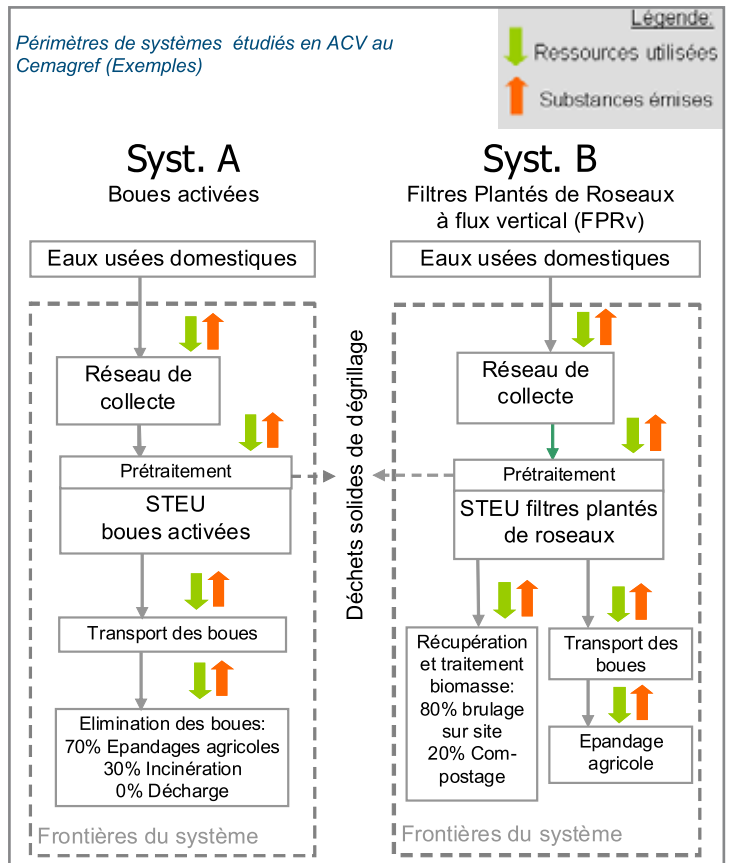 Périmètres de systèmes étudiés en ACV au
Cemagref (Exemples)
Légende:
Ressources utilisées
Substances émises
Syst. A
Boues activées
Eaux usées domestiques
Réseau de
collecte
Prétraitement
STEU
boues activées
Transport des boues
Elimination des boues:
70% Epandages agricoles
30% Incinération
0% Décharge
Frontières du système
Déchets solides de dégrillage
Syst. B
Filtres Plantés de Roseaux
à flux vertical (FPRv)
Eaux usées domestiques
Réseau de
collecte
Prétraitement
STEU filtres plantés
de roseaux
Récupération
et traitement
biomasse:
80% brulage
sur site
20% Com-
postage
Transport des
boues
Epandage
agricole
Frontières du système